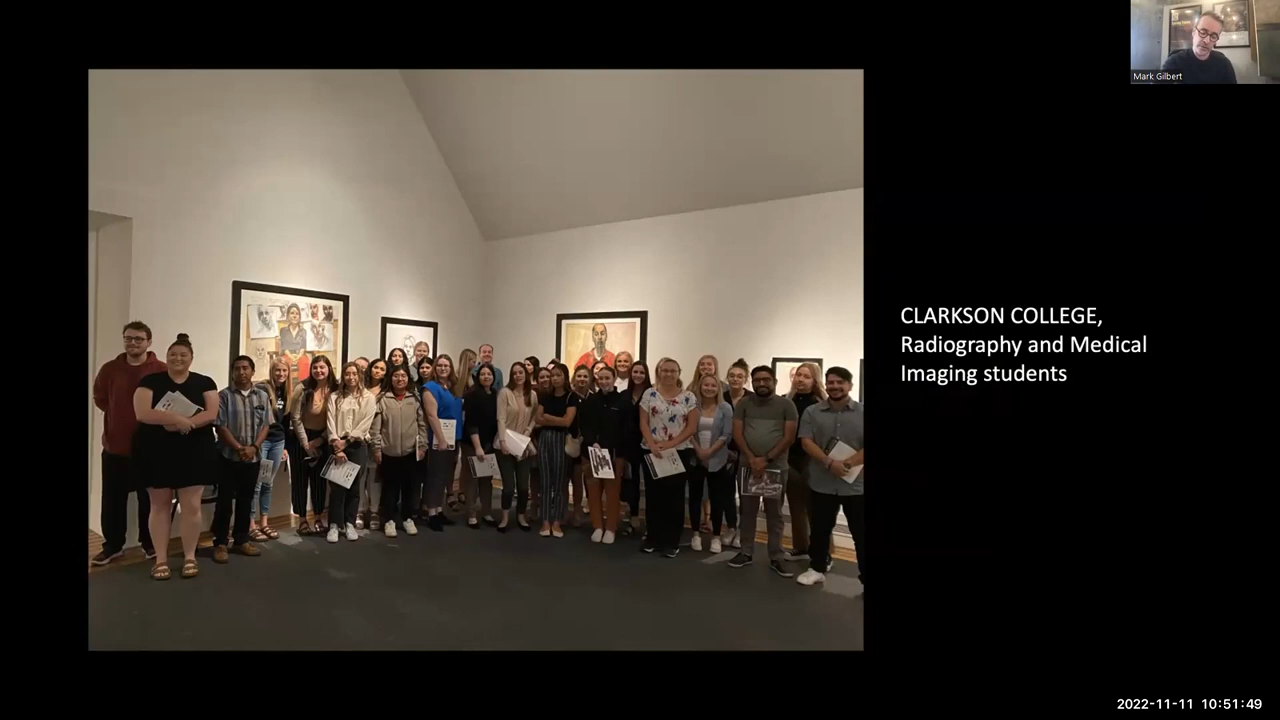 Mark Gilbert
CLARKSON COLLEGE,
Radiography and Medical
Imaging students
2022-11-11 10:51:49